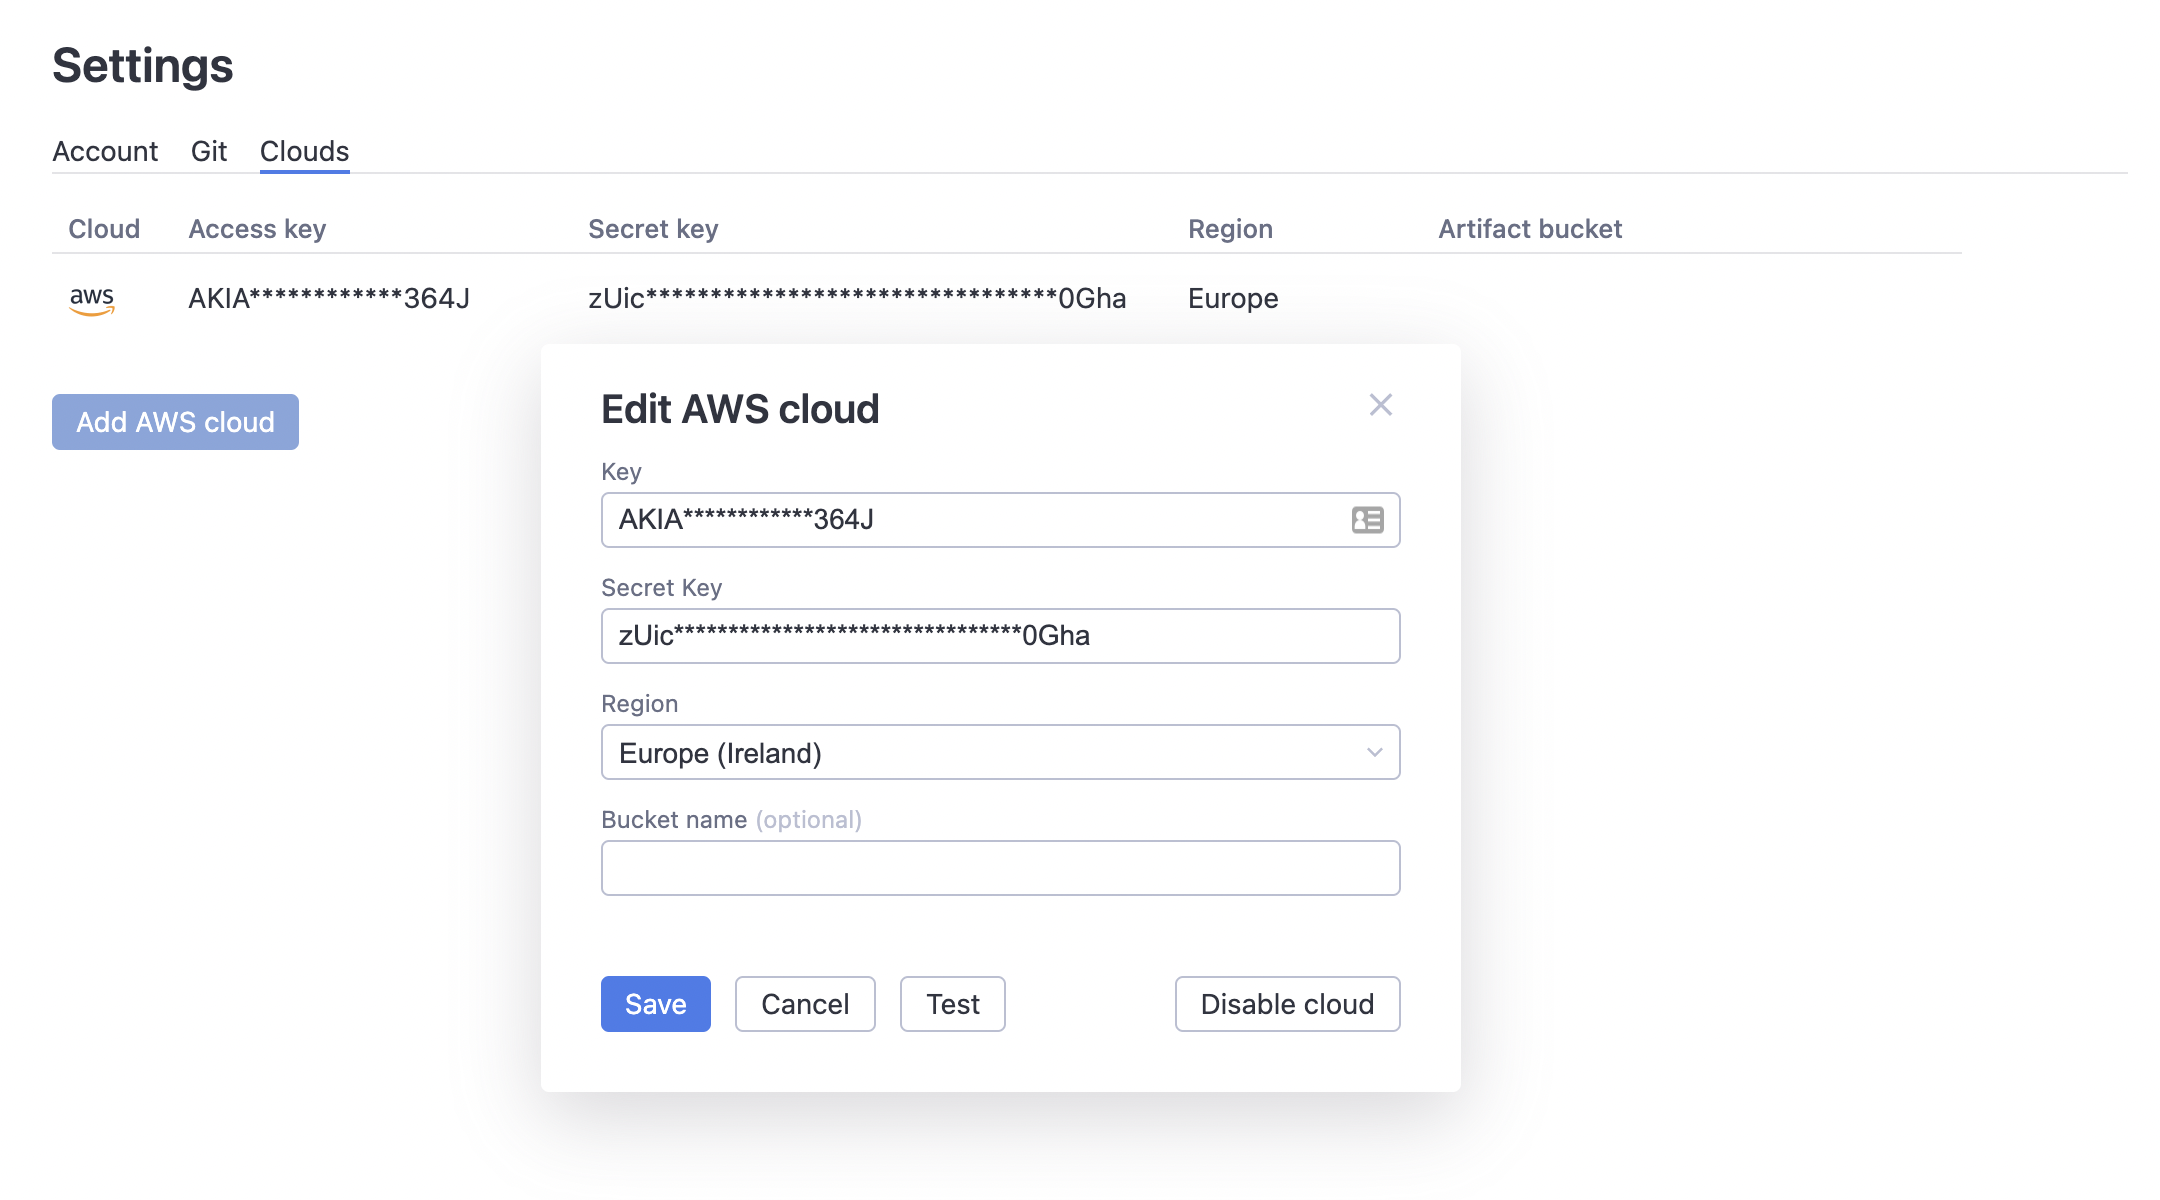 Settings
Account Git Clouds
Cloud Access key Secret key Region Artifact bucket
aws AKIA************364J zUic********************************0Gha Europe
Add AWS cloud
Edit AWS cloud
Key
AKIA************364J
Secret Key
zUic********************************0Gha
Region
Europe (Ireland)
Bucket name (optional)
Save Cancel Test Disable cloud